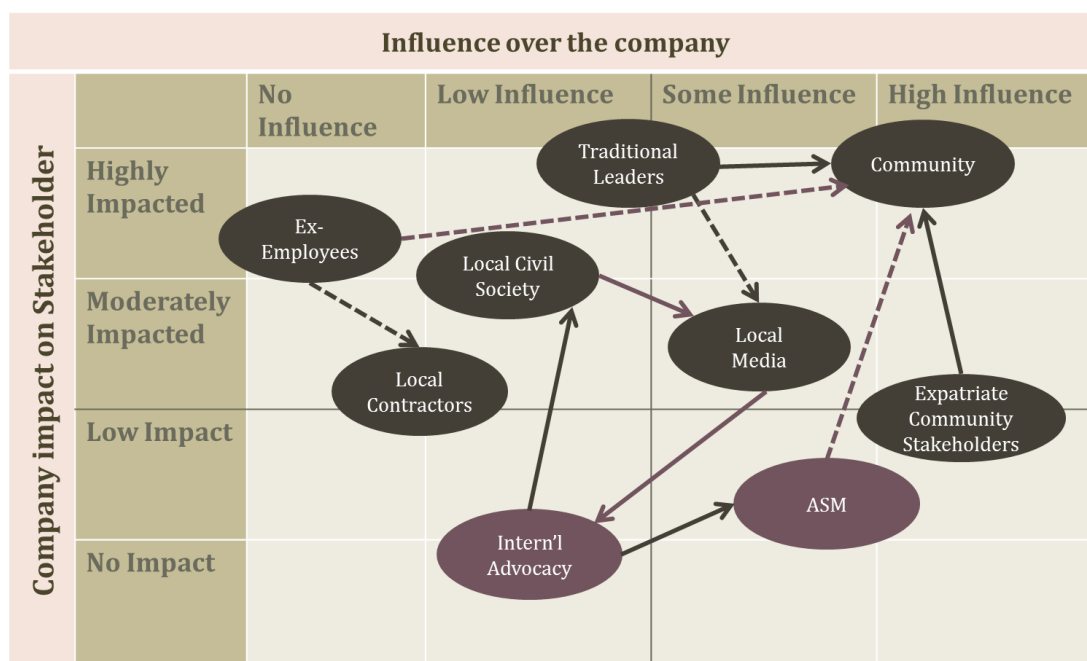 Influence over the company
Company impact on Stakeholder
No
Influence
Low Influence
Some Influence
High Influence
Highly
Impacted
Moderately
Impacted
Low Impact
No Impact
Traditional
Leaders
Community
Ex-
Employees
Local Civil
Society
Local
Media
Local
Contractors
Expatriate
Community
Stakeholders
ASM
Intern'l
Advocacy